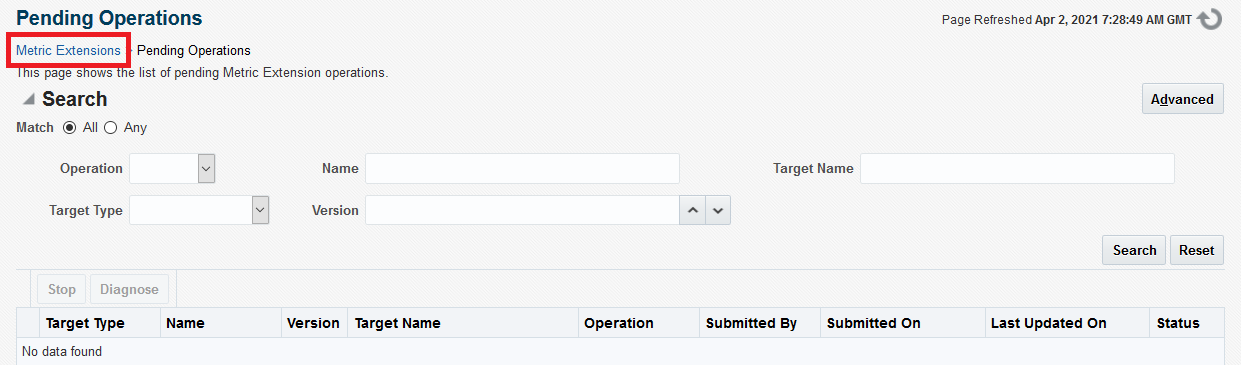 Pending Operations
Page Refreshed Apr 2, 2021 7:28:49 AM GMT
Metric Extensions > Pending Operations
This page shows the list of pending Metric Extension operations.
Search
Advanced
Match All Any
Operation Name Target Name
Target Type Version
Search Reset
Stop Diagnose
Target Type Name Version Target Name Operation Submitted By Submitted On Last Updated On Status
No data found